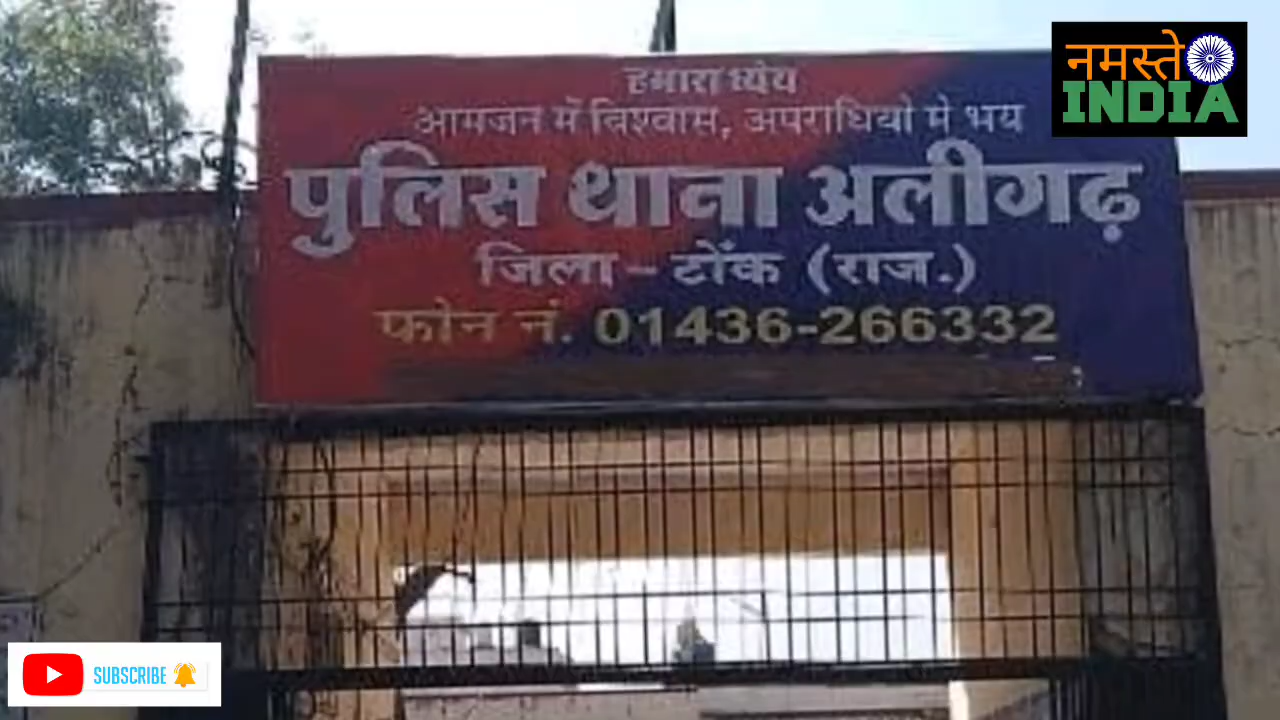 हमारा ध्येय
आमजन में विश्वास, अपराधियो मे भय
पुलिस थाना अलीगढ़
जिला - टोंक (राज.)
फोन नं. 01436-266332
नमस्ते
INDIA
SUBSCRIBE